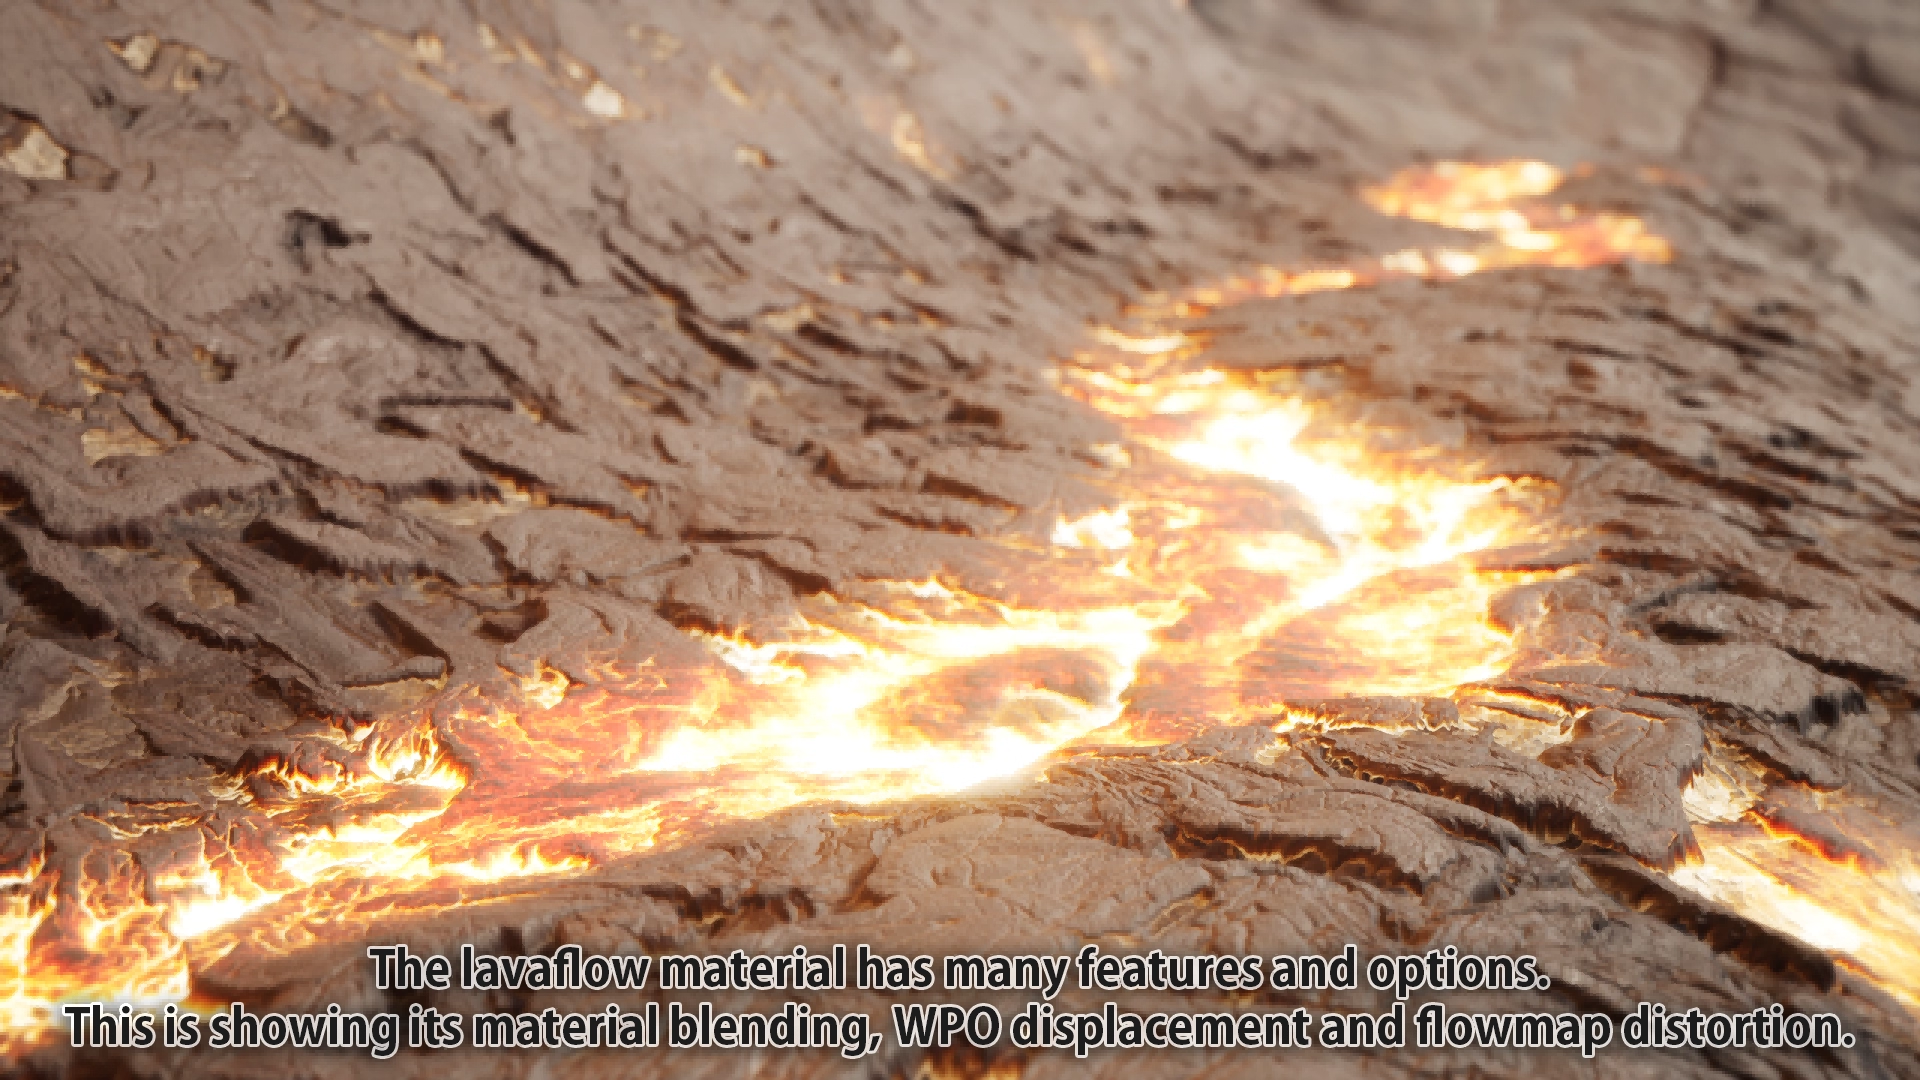 The lavaflow material has many features and options.
This is showing its material blending, WPO displacement and flowmap distortion.